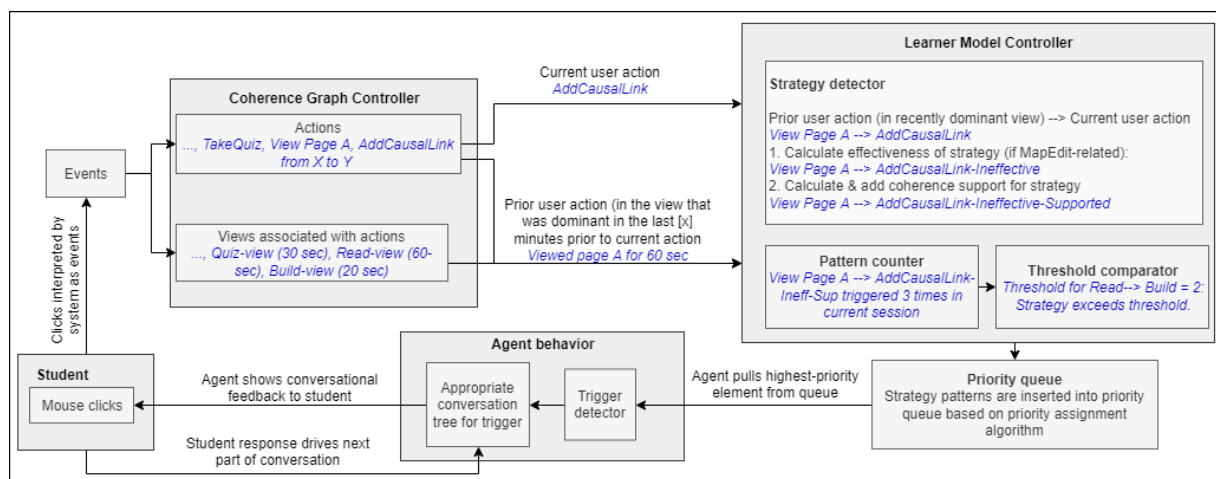 Learner Model Controller
Strategy detector
Prior user action (in recently dominant view) --> Current user action
View Page A --> AddCausalLink
1. Calculate effectiveness of strategy (if MapEdit-related):
View Page A --> AddCausalLink-Ineffective
2. Calculate & add coherence support for strategy
View Page A --> AddCausalLink-Ineffective-Supported
Pattern counter
View Page A --> AddCausalLink-
Ineff-Sup triggered 3 times in
current session
Threshold comparator
Threshold for Read--> Build = 2:
Strategy exceeds threshold.
Current user action
AddCausalLink
Coherence Graph Controller
Actions
..., TakeQuiz, View Page A, AddCausalLink
from X to Y
Views associated with actions
..., Quiz-view (30 sec), Read-view (60-
sec), Build-view (20 sec)
Prior user action (in the view that
was dominant in the last [x]
minutes prior to current action
Viewed page A for 60 sec
Events
Clicks interpreted by
system as events
Student
Mouse clicks
Agent shows conversational
feedback to student
Student response drives next
part of conversation
Agent behavior
Appropriate
conversation
tree for trigger
Trigger
detector
Agent pulls highest-priority
element from queue
Priority queue
Strategy patterns are inserted into priority
queue based on priority assignment
algorithm